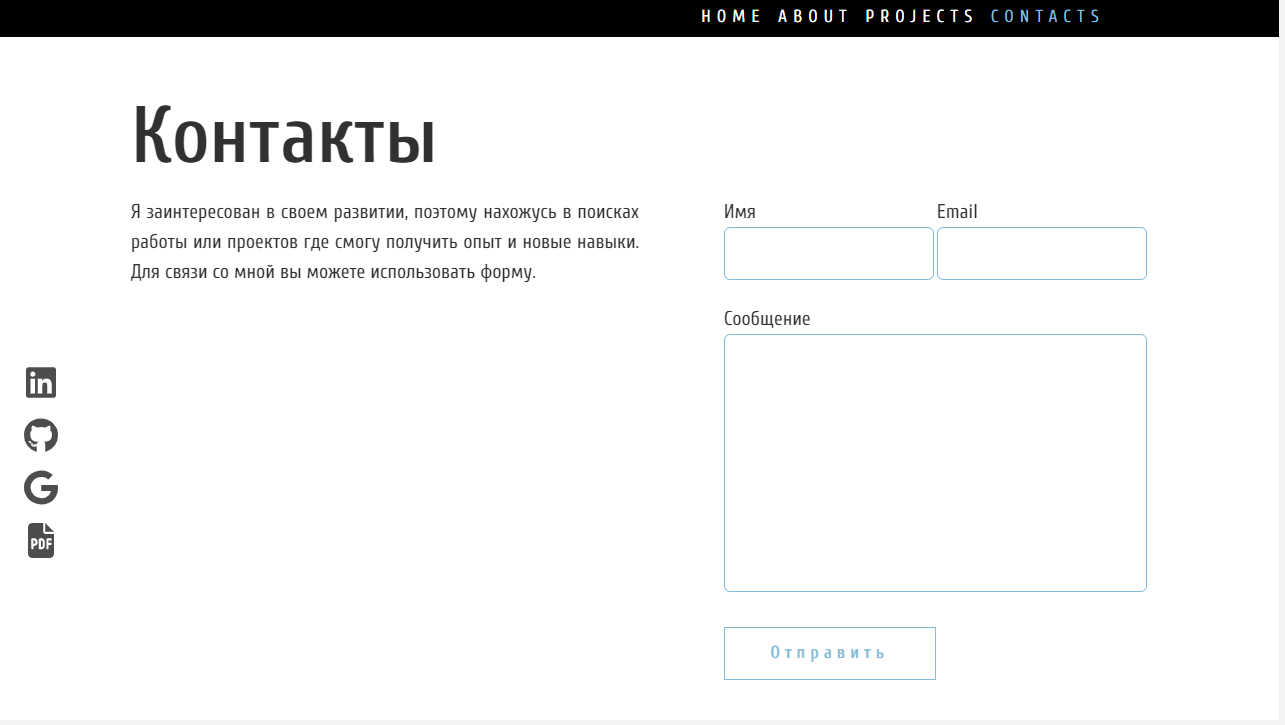 HOME ABOUT PROJECTS CONTACTS
Контакты
Я заинтересован в своем развитии, поэтому нахожусь в поисках
работы или проектов где смогу получить опыт и новые навыки.
Для связи со мной вы можете использовать форму.
Имя Email
Сообщение
in
G
PDF
Отправить